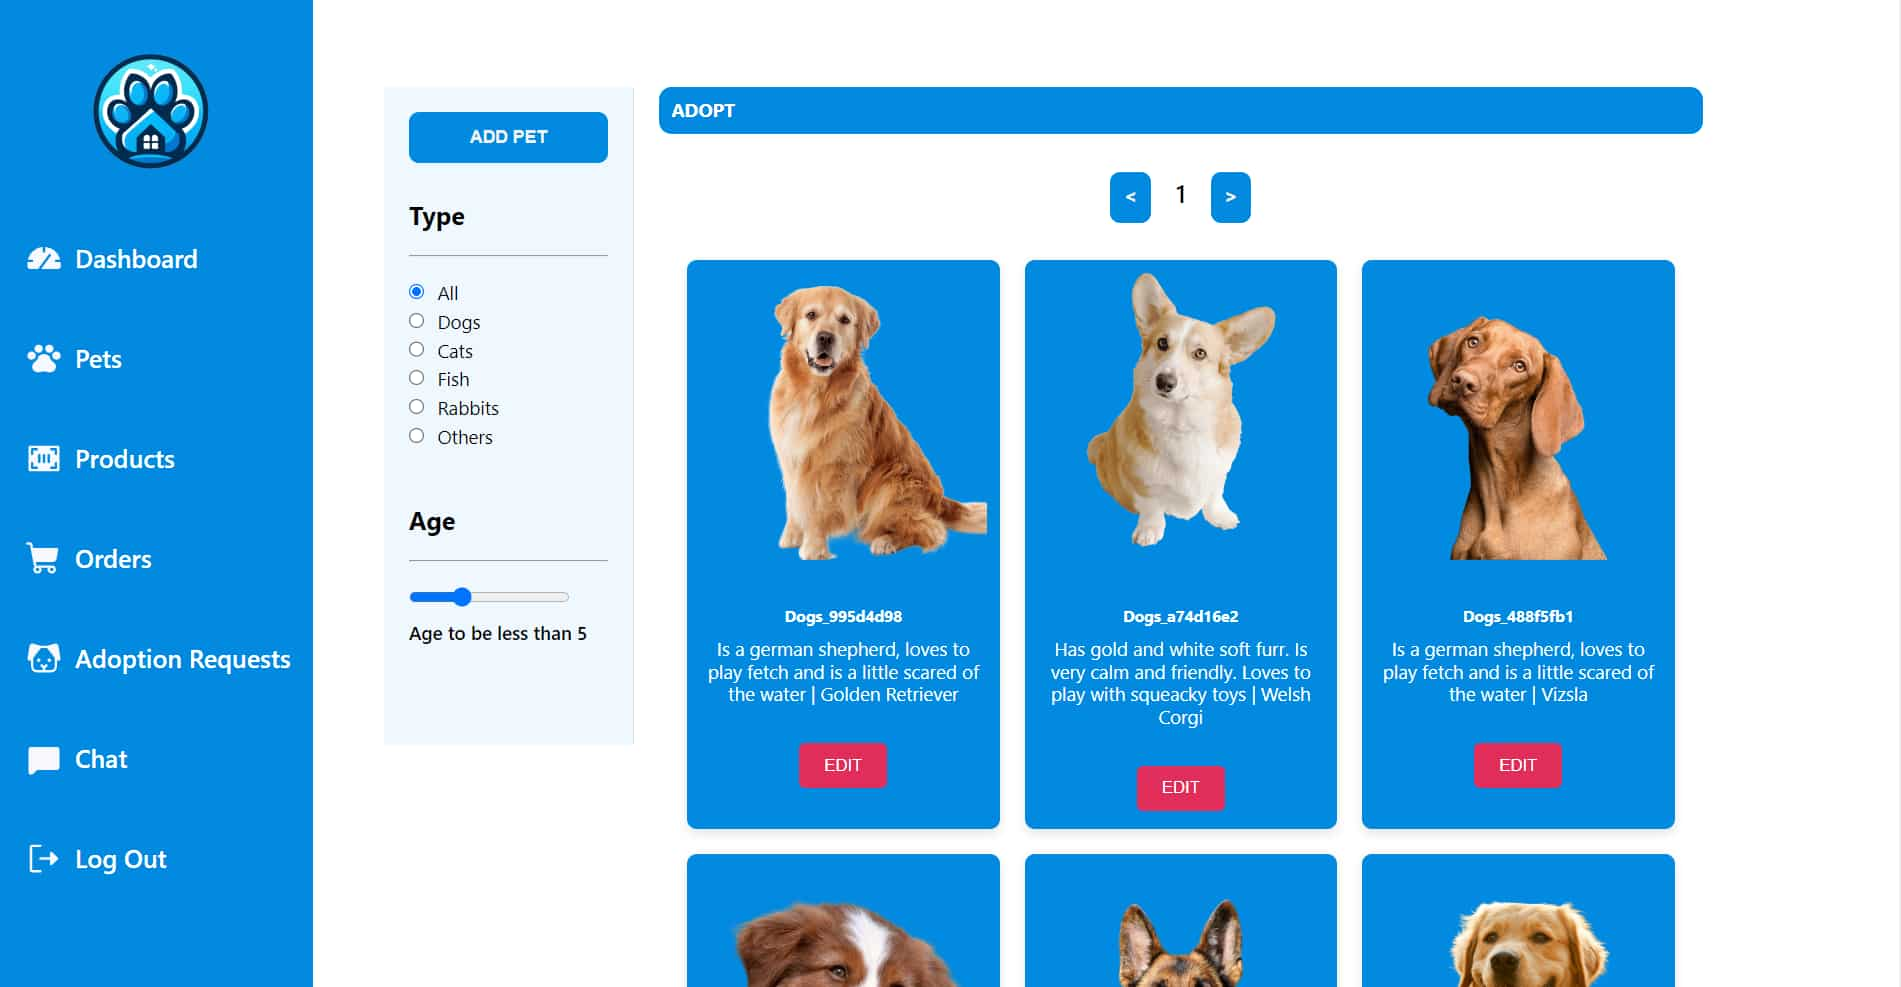 Dashboard
Pets
Products
Orders
Adoption Requests
Chat
Log Out
ADD PET
Type
All
Dogs
Cats
Fish
Rabbits
Others
Age
Age to be less than 5
ADOPT
< 1 >
Dogs_995d4d98
Is a german shepherd, loves to
play fetch and is a little scared of
the water | Golden Retriever
EDIT
Dogs_a74d16e2
Has gold and white soft furr. Is
very calm and friendly. Loves to
play with squeacky toys | Welsh
Corgi
EDIT
Dogs_488f5fb1
Is a german shepherd, loves to
play fetch and is a little scared of
the water | Vizsla
EDIT